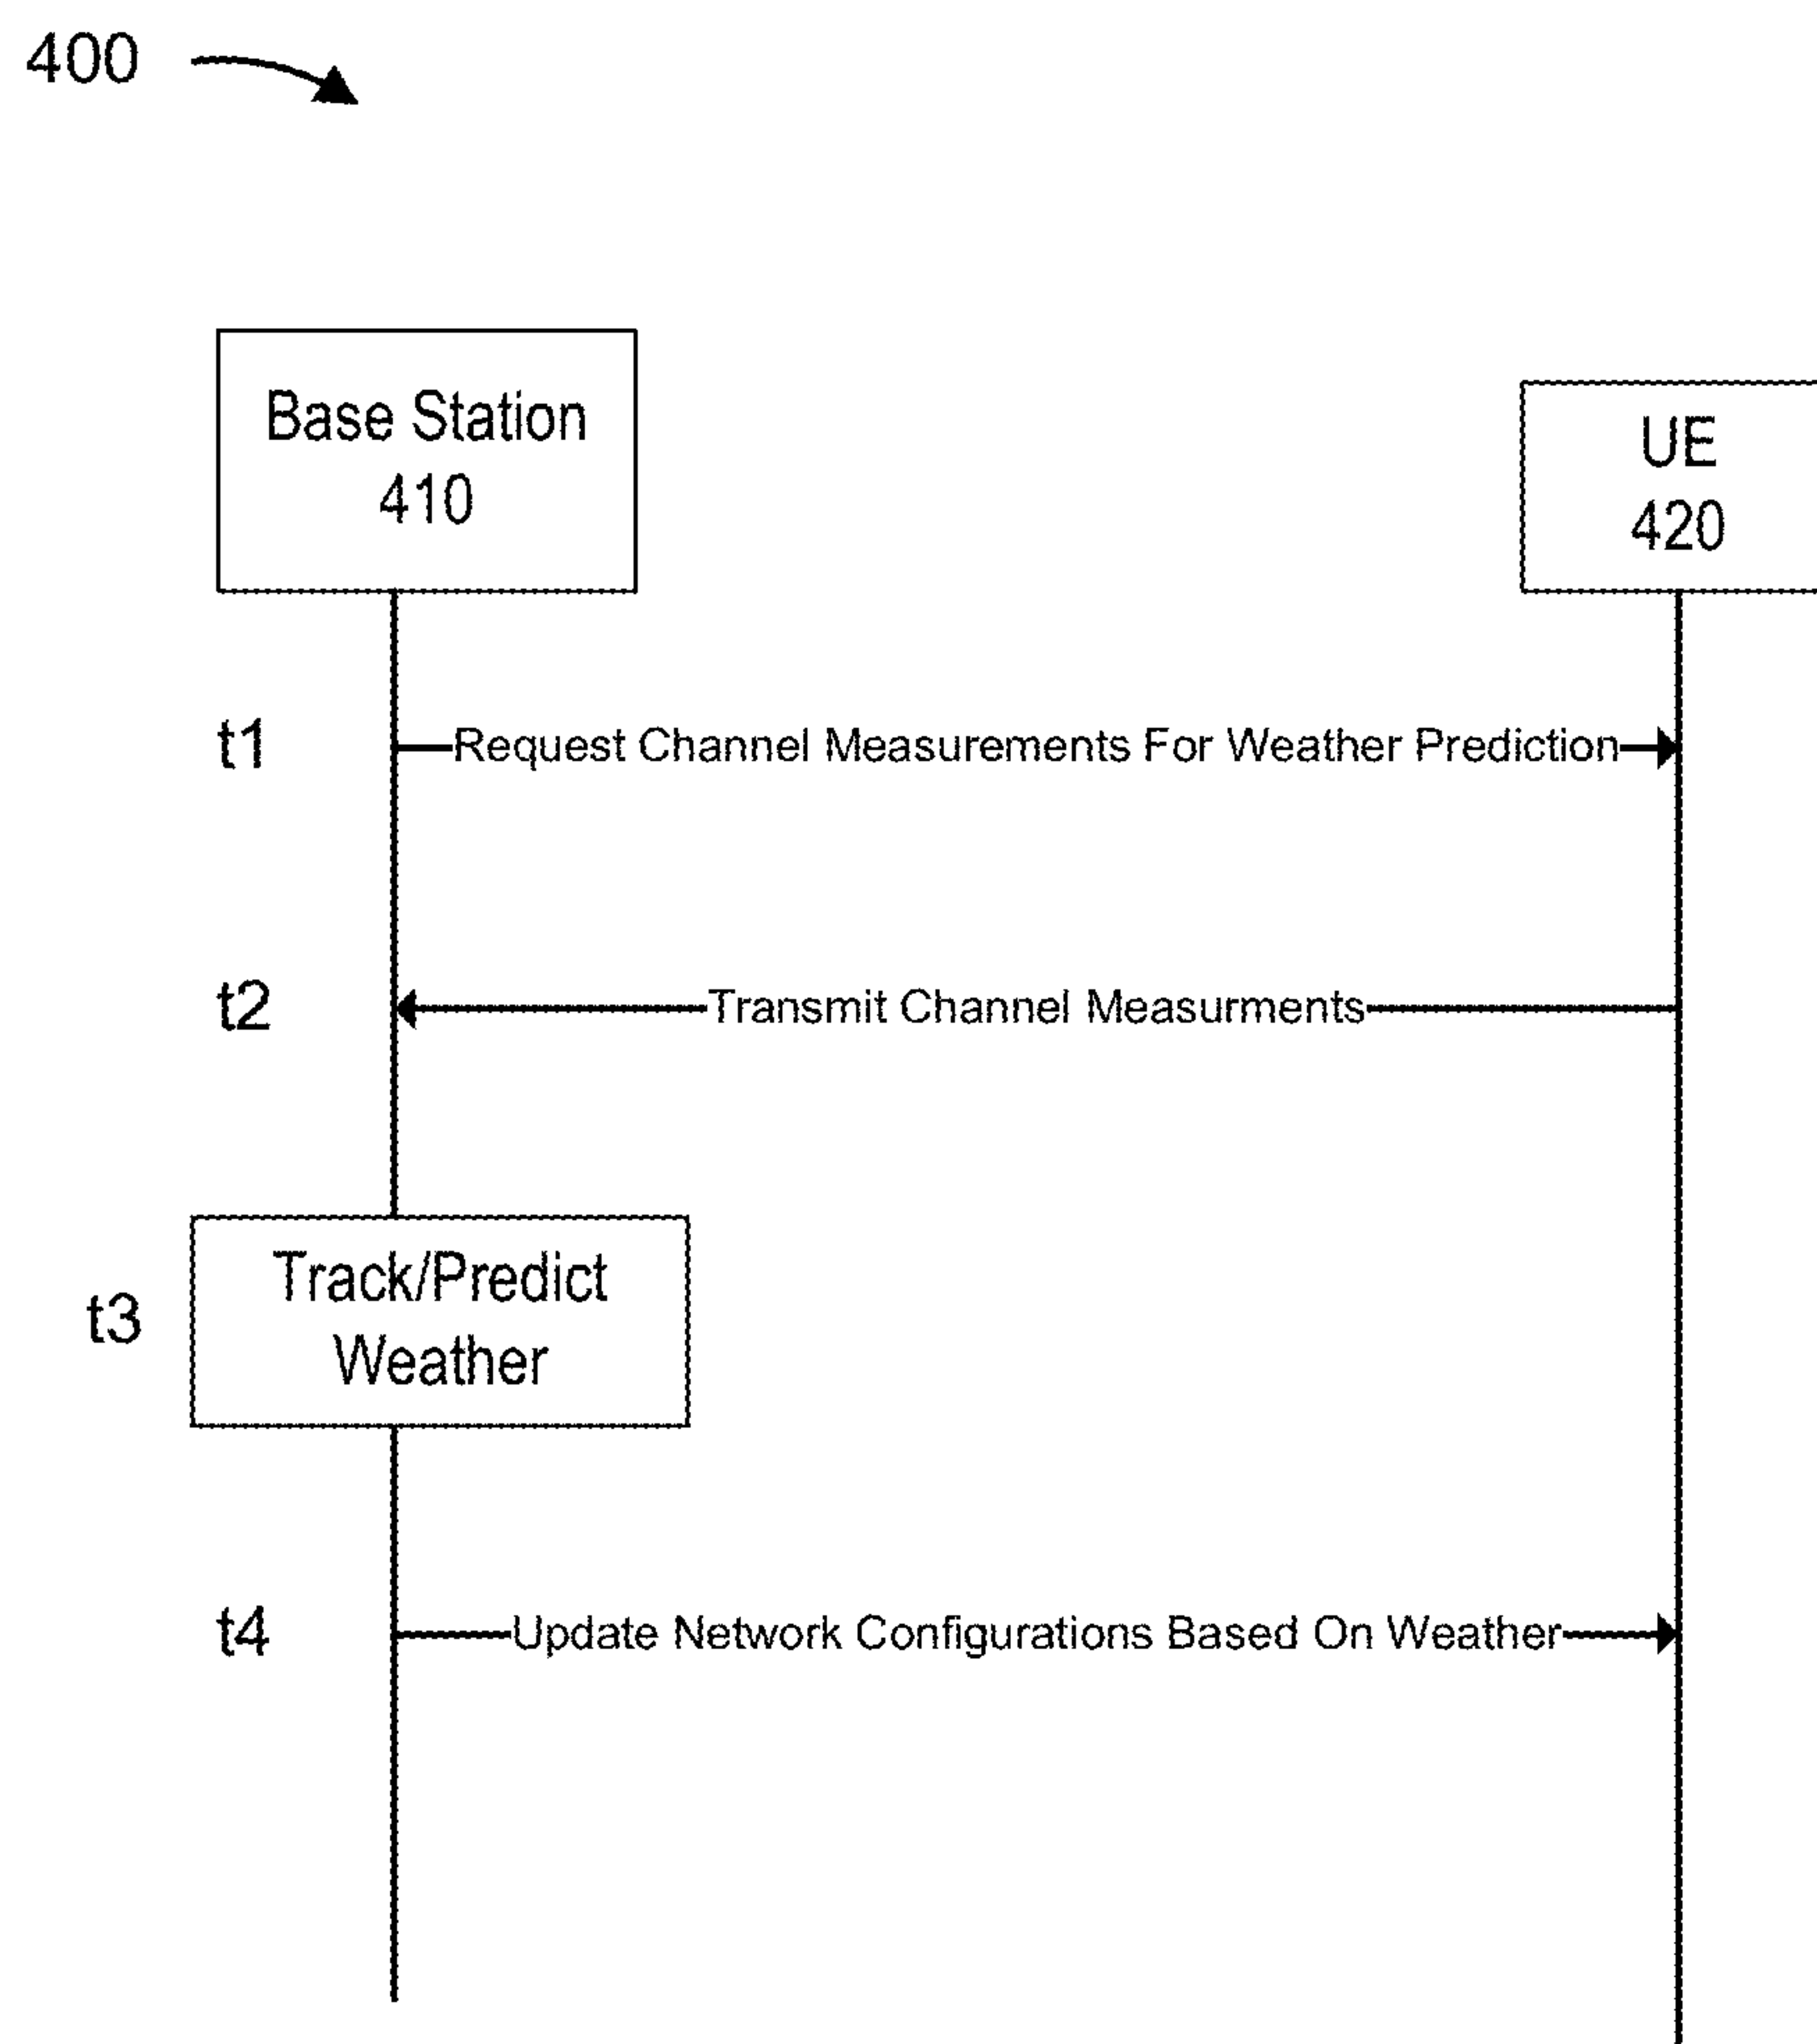 400
Base Station
410
UE
420
t1
Request Channel Measurements For Weather Prediction
t2
Transmit Channel Measurments
t3
Track/Predict
Weather
t4
Update Network Configurations Based On Weather